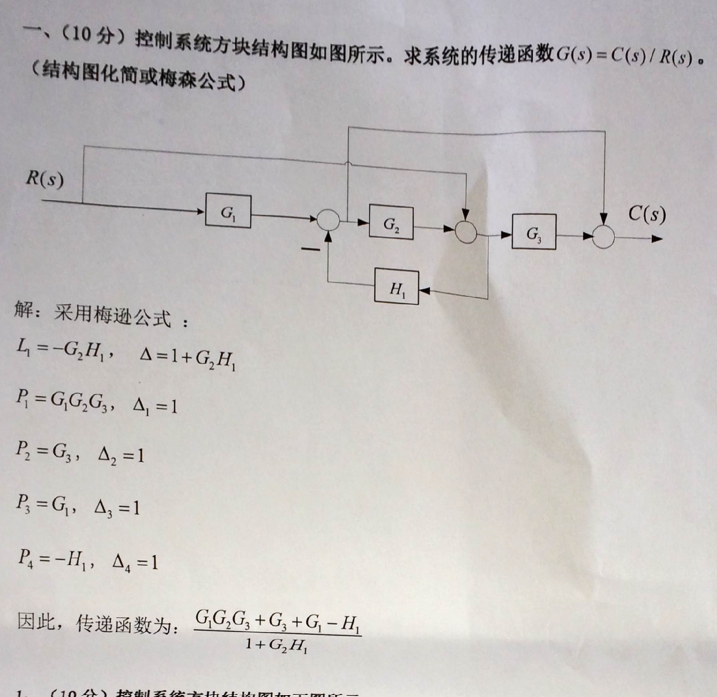 一、（10分）控制系统方块结构图如图所示。求系统的传递函数G(s)=C(s)/R(s)。
（结构图化简或梅森公式）
R(s)
G₁
G₂
G₃
C(s)
−
H₁
解：采用梅逊公式：
L₁=−G₂H₁， Δ=1+G₂H₁
P₁=G₁G₂G₃， Δ₁=1
P₂=G₃， Δ₂=1
P₃=G₁， Δ₃=1
P₄=−H₁， Δ₄=1
因此，传递函数为： G₁G₂G₃+G₃+G₁−H₁
1+G₂H₁